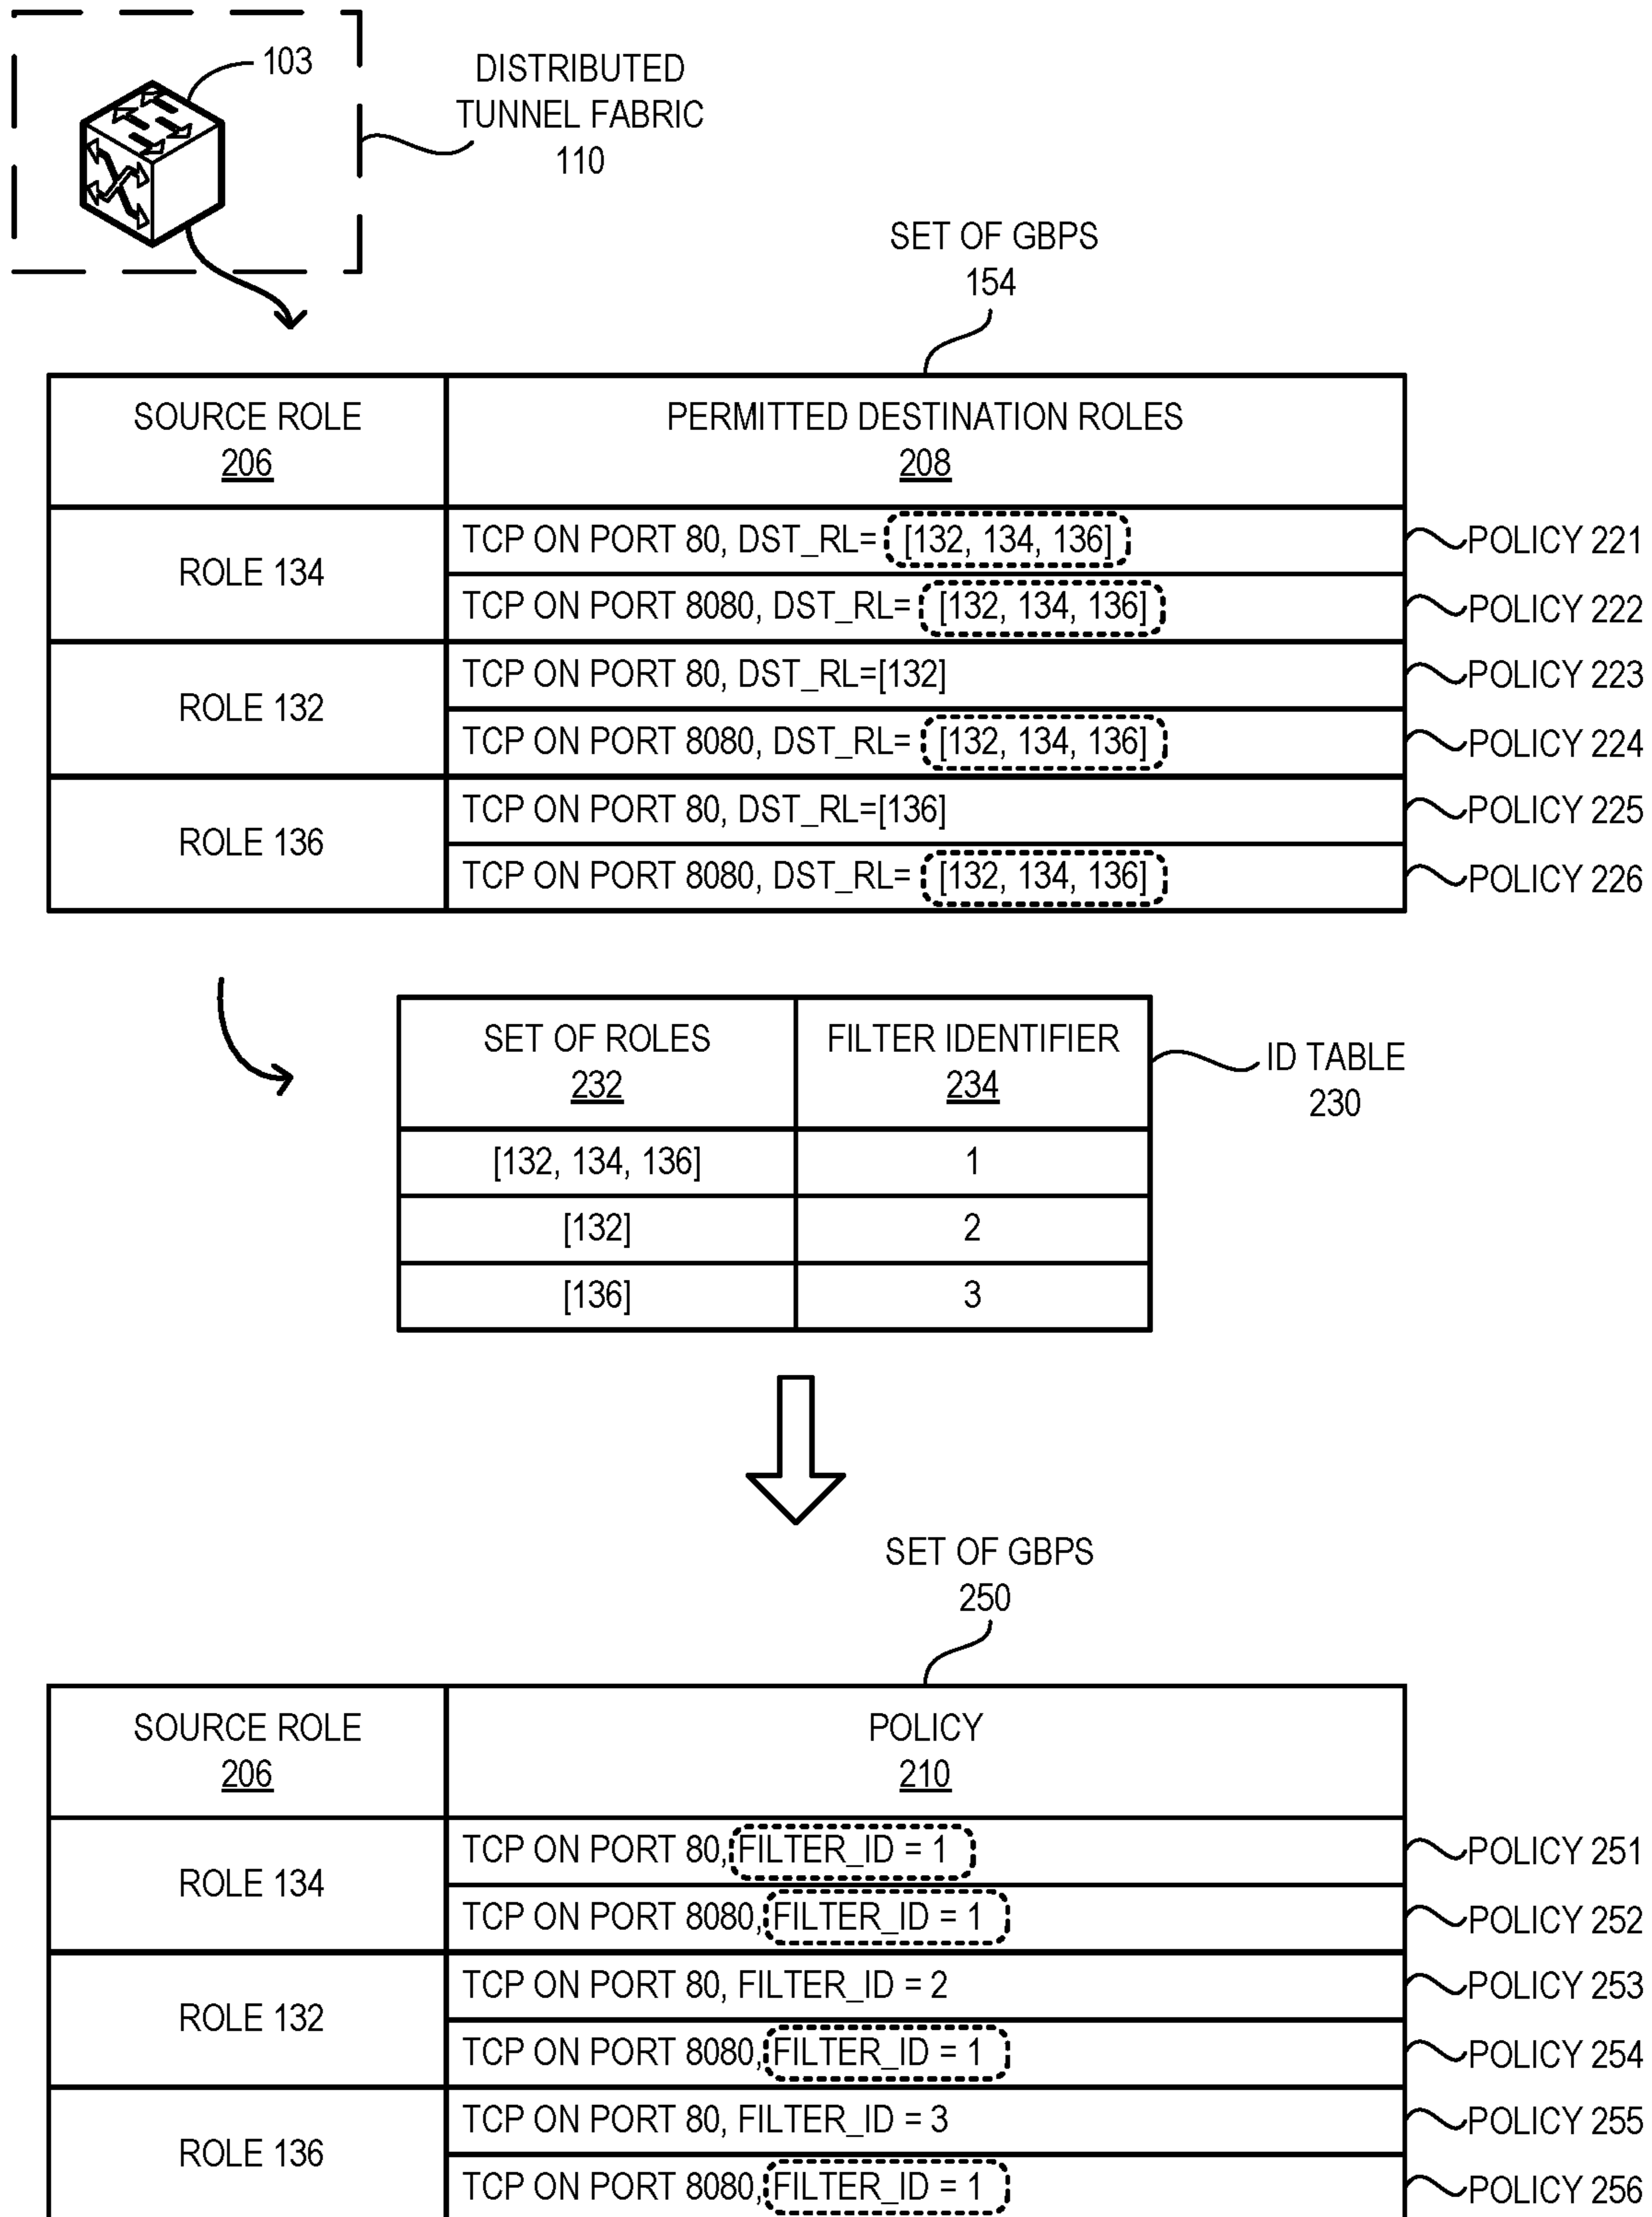 103
DISTRIBUTED
TUNNEL FABRIC
110
SET OF GBPS
154
SOURCE ROLE
206
PERMITTED DESTINATION ROLES
208
ROLE 134
TCP ON PORT 80, DST_RL= [132, 134, 136]
POLICY 221
TCP ON PORT 8080, DST_RL= [132, 134, 136]
POLICY 222
ROLE 132
TCP ON PORT 80, DST_RL=[132]
POLICY 223
TCP ON PORT 8080, DST_RL= [132, 134, 136]
POLICY 224
ROLE 136
TCP ON PORT 80, DST_RL=[136]
POLICY 225
TCP ON PORT 8080, DST_RL= [132, 134, 136]
POLICY 226
SET OF ROLES
232
FILTER IDENTIFIER
234
ID TABLE
230
[132, 134, 136] 1
[132] 2
[136] 3
SET OF GBPS
250
SOURCE ROLE
206
POLICY
210
ROLE 134
TCP ON PORT 80, FILTER_ID = 1
POLICY 251
TCP ON PORT 8080, FILTER_ID = 1
POLICY 252
ROLE 132
TCP ON PORT 80, FILTER_ID = 2
POLICY 253
TCP ON PORT 8080, FILTER_ID = 1
POLICY 254
ROLE 136
TCP ON PORT 80, FILTER_ID = 3
POLICY 255
TCP ON PORT 8080, FILTER_ID = 1
POLICY 256